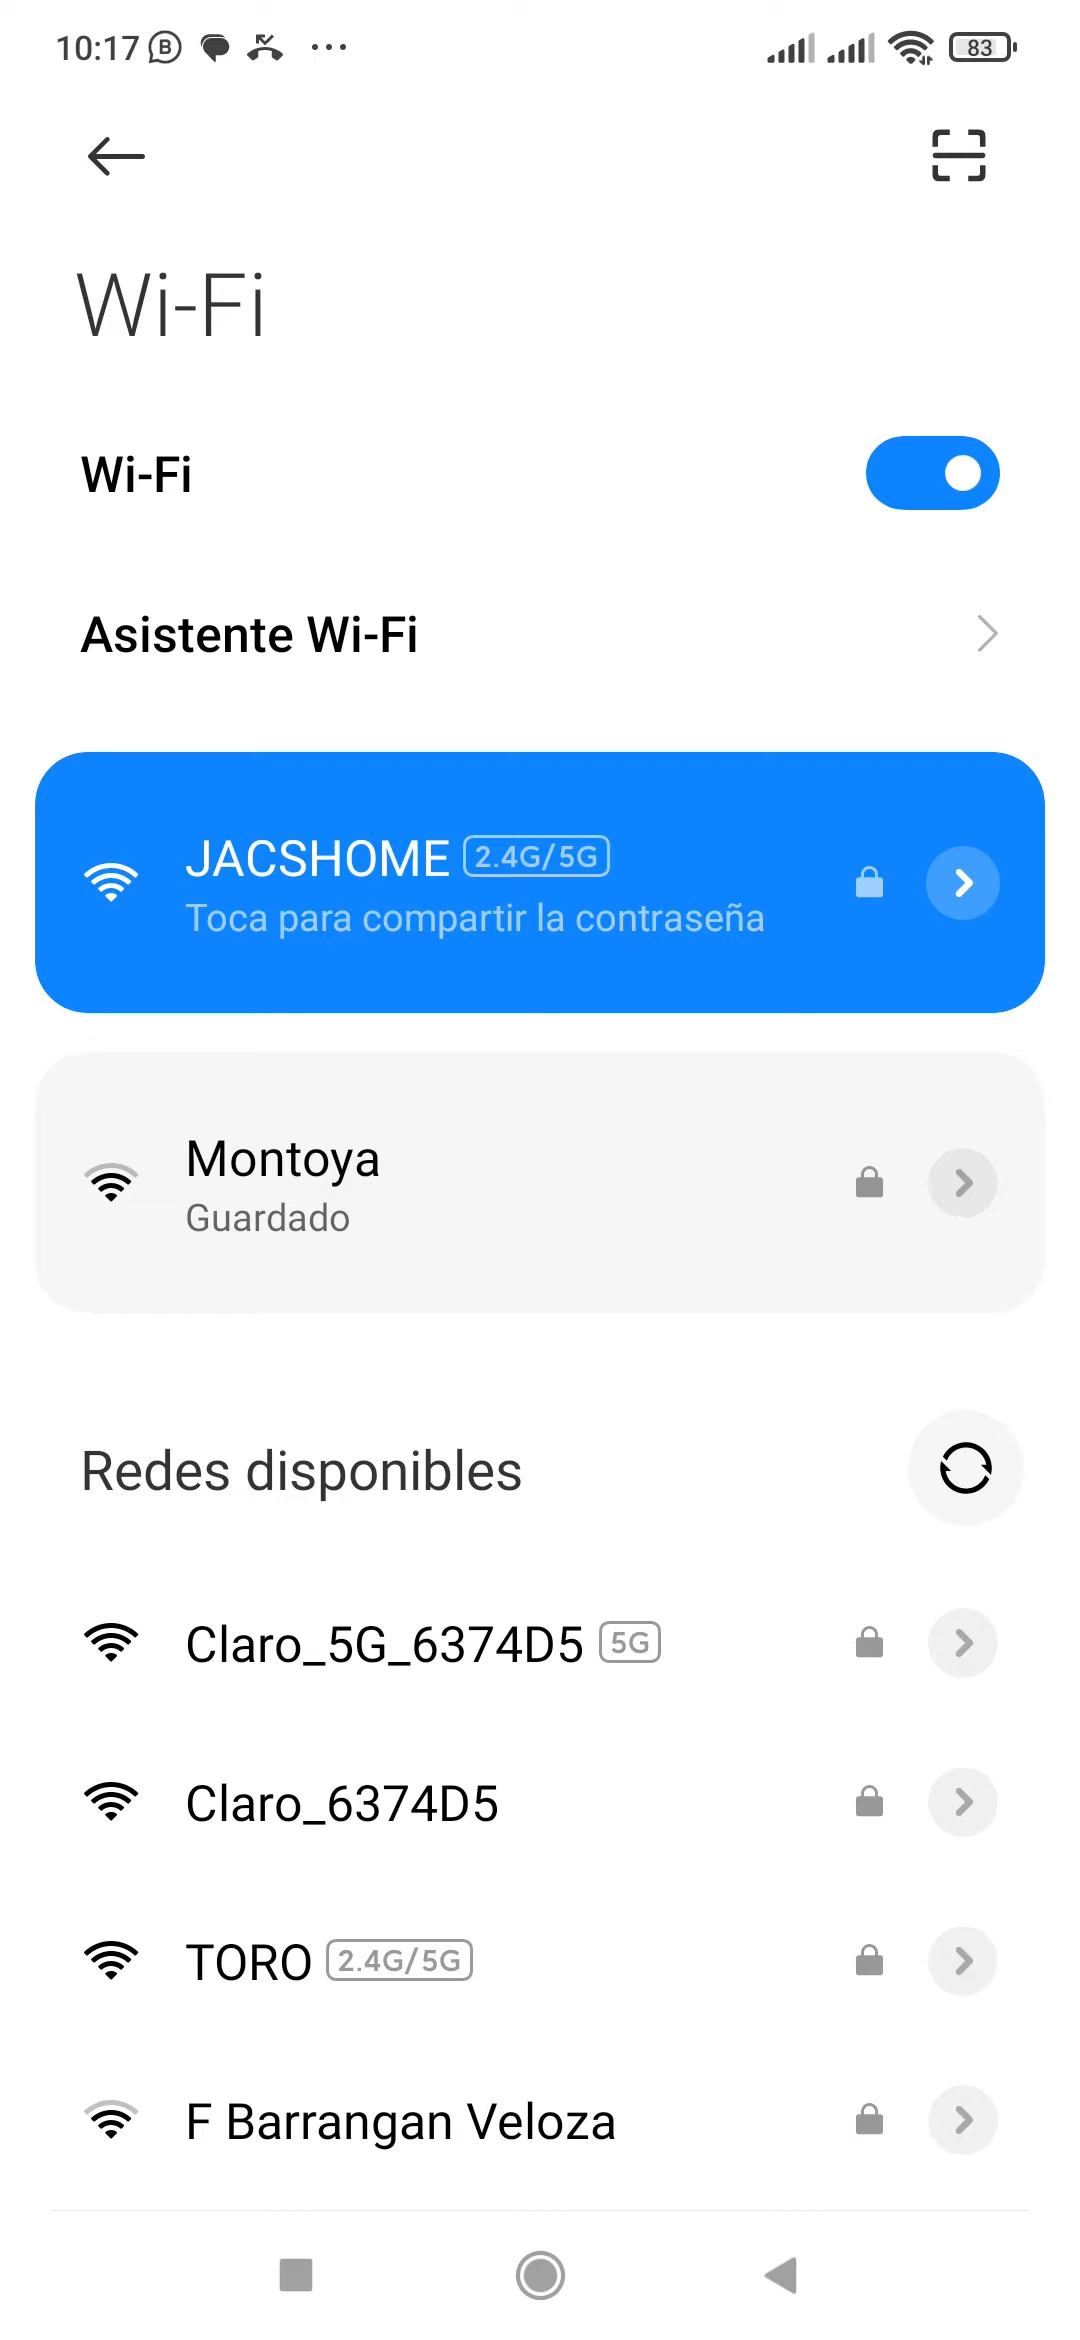 10:17
83
Wi-Fi
Wi-Fi
Asistente Wi-Fi
JACSHOME 2.4G/5G
Toca para compartir la contraseña
Montoya
Guardado
Redes disponibles
Claro_5G_6374D5 5G
Claro_6374D5
TORO 2.4G/5G
F Barrangan Veloza